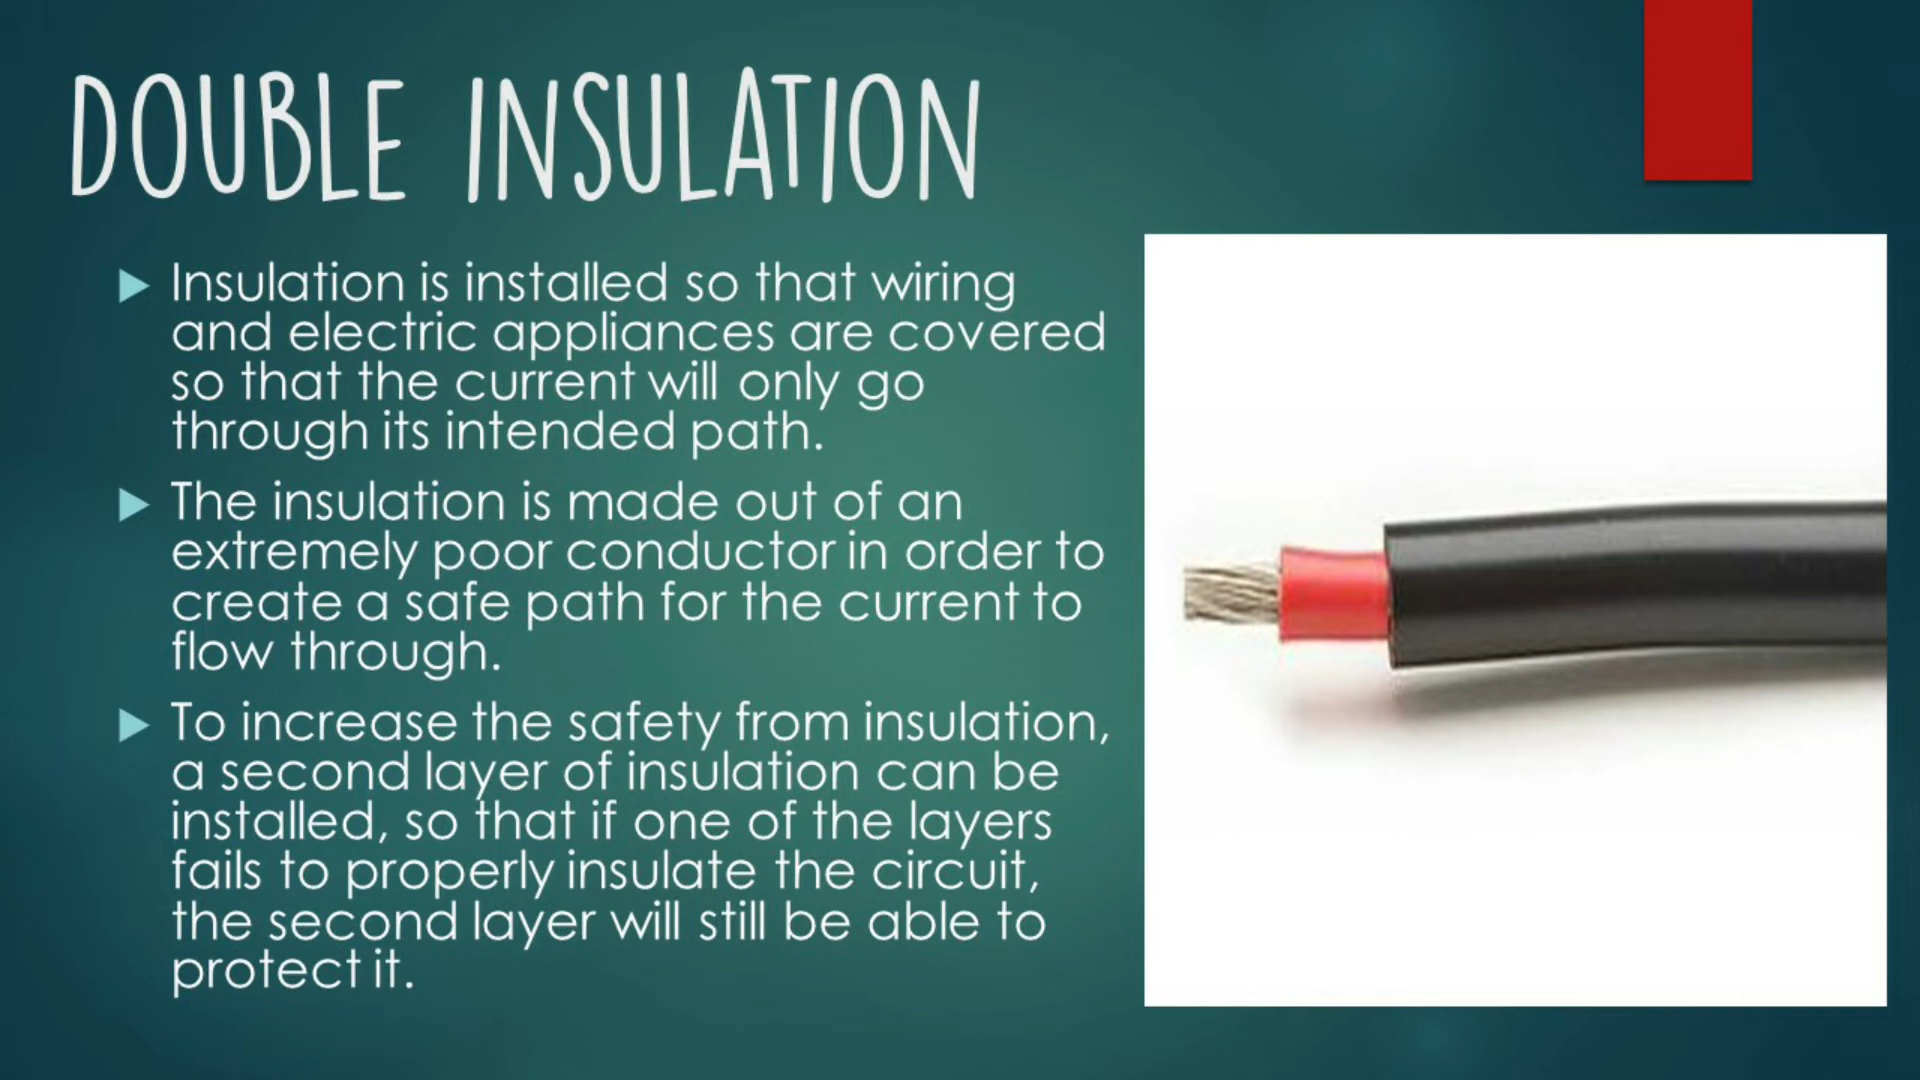 DOUBLE INSULATION
Insulation is installed so that wiring
and electric appliances are covered
so that the current will only go
through its intended path.
The insulation is made out of an
extremely poor conductor in order to
create a safe path for the current to
flow through.
To increase the safety from insulation,
a second layer of insulation can be
installed, so that if one of the layers
fails to properly insulate the circuit,
the second layer will still be able to
protect it.